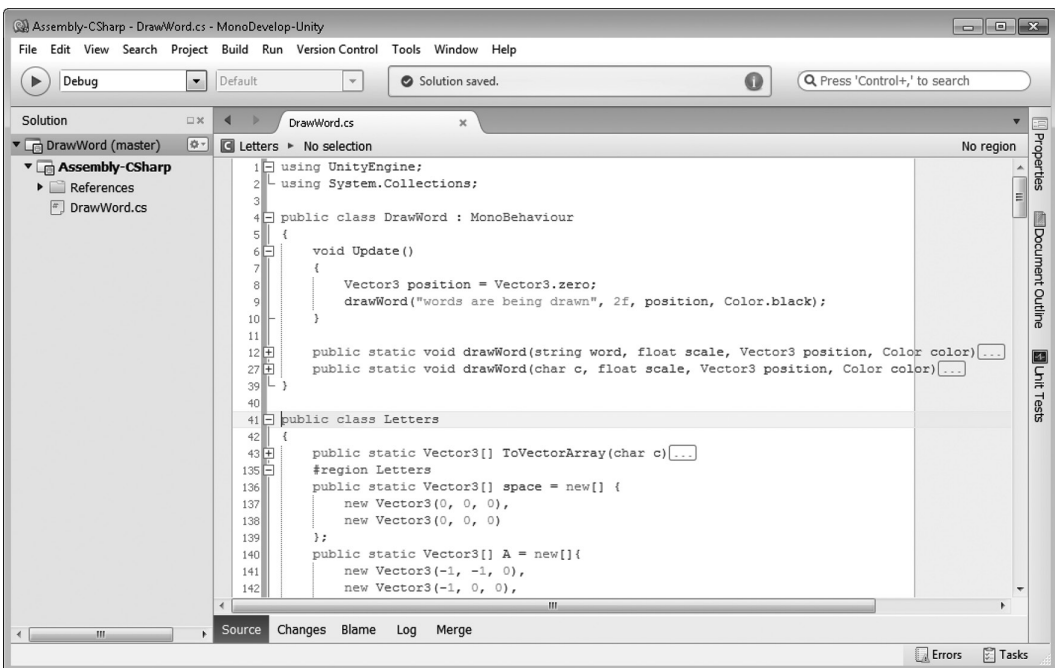 Assembly-CSharp - DrawWord.cs - MonoDevelop-Unity
File Edit View Search Project Build Run Version Control Tools Window Help
Debug Default Solution saved. Press 'Control+,' to search
Solution
DrawWord (master)
Assembly-CSharp
References
DrawWord.cs
DrawWord.cs
Letters No selection No region
1 using UnityEngine;
2 using System.Collections;
3
4 public class DrawWord : MonoBehaviour
5 {
6 void Update()
7 {
8 Vector3 position = Vector3.zero;
9 drawWord("words are being drawn", 2f, position, Color.black);
10 }
11
12 public static void drawWord(string word, float scale, Vector3 position, Color color)...
27 public static void drawWord(char c, float scale, Vector3 position, Color color)...
39 }
40
41 public class Letters
42 {
43 public static Vector3[] ToVectorArray(char c)...
135 #region Letters
136 public static Vector3[] space = new[] {
137 new Vector3(0, 0, 0),
138 new Vector3(0, 0, 0)
139 };
140 public static Vector3[] A = new[]{
141 new Vector3(-1, -1, 0),
142 new Vector3(-1, 0, 0),
Source Changes Blame Log Merge
Properties
Document Outline
Unit Tests
Errors Tasks